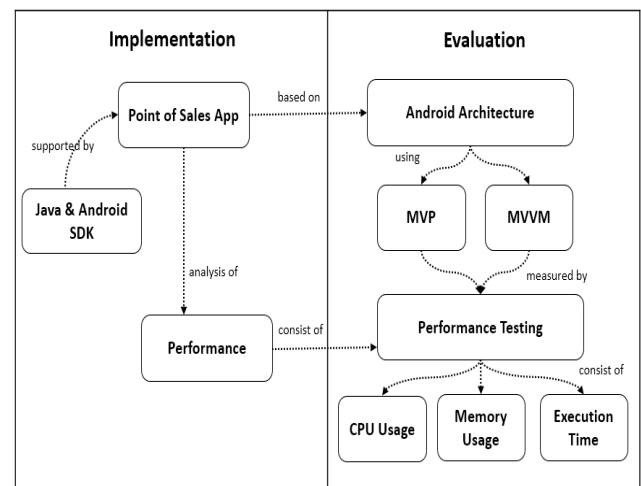 Implementation
Evaluation
Point of Sales App
based on
Android Architecture
supported by
using
Java & Android
SDK
MVP
MVVM
analysis of
measured by
Performance
consist of
Performance Testing
consist of
CPU Usage
Memory
Usage
Execution
Time